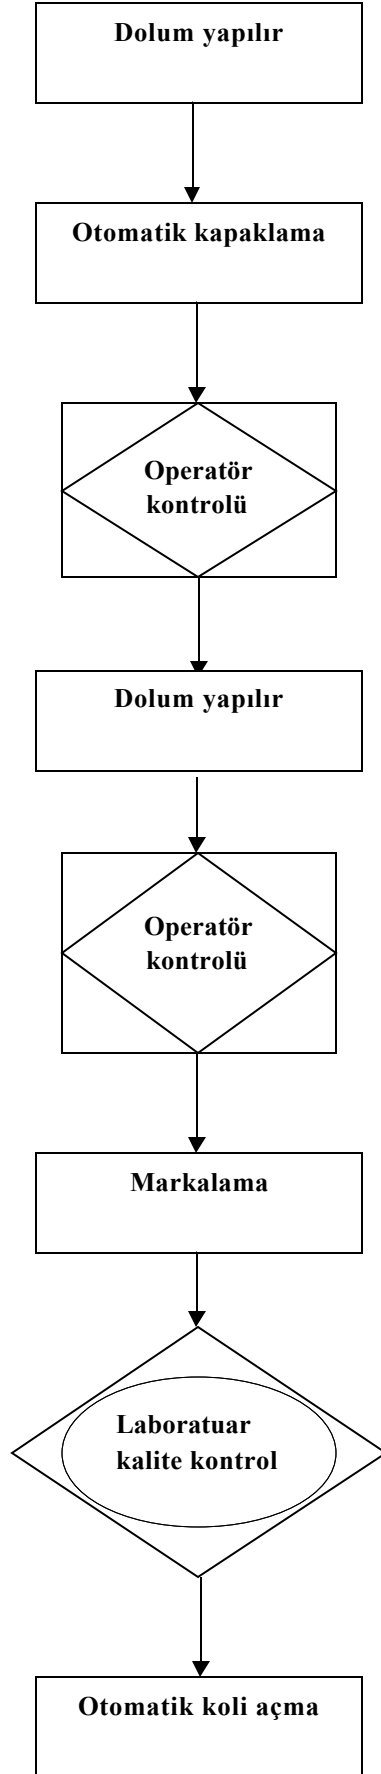 Dolum yapılır
Otomatik kapaklama
Operatör
kontrolü
Dolum yapılır
Operatör
kontrolü
Markalama
Laboratuar
kalite kontrol
Otomatik koli açma